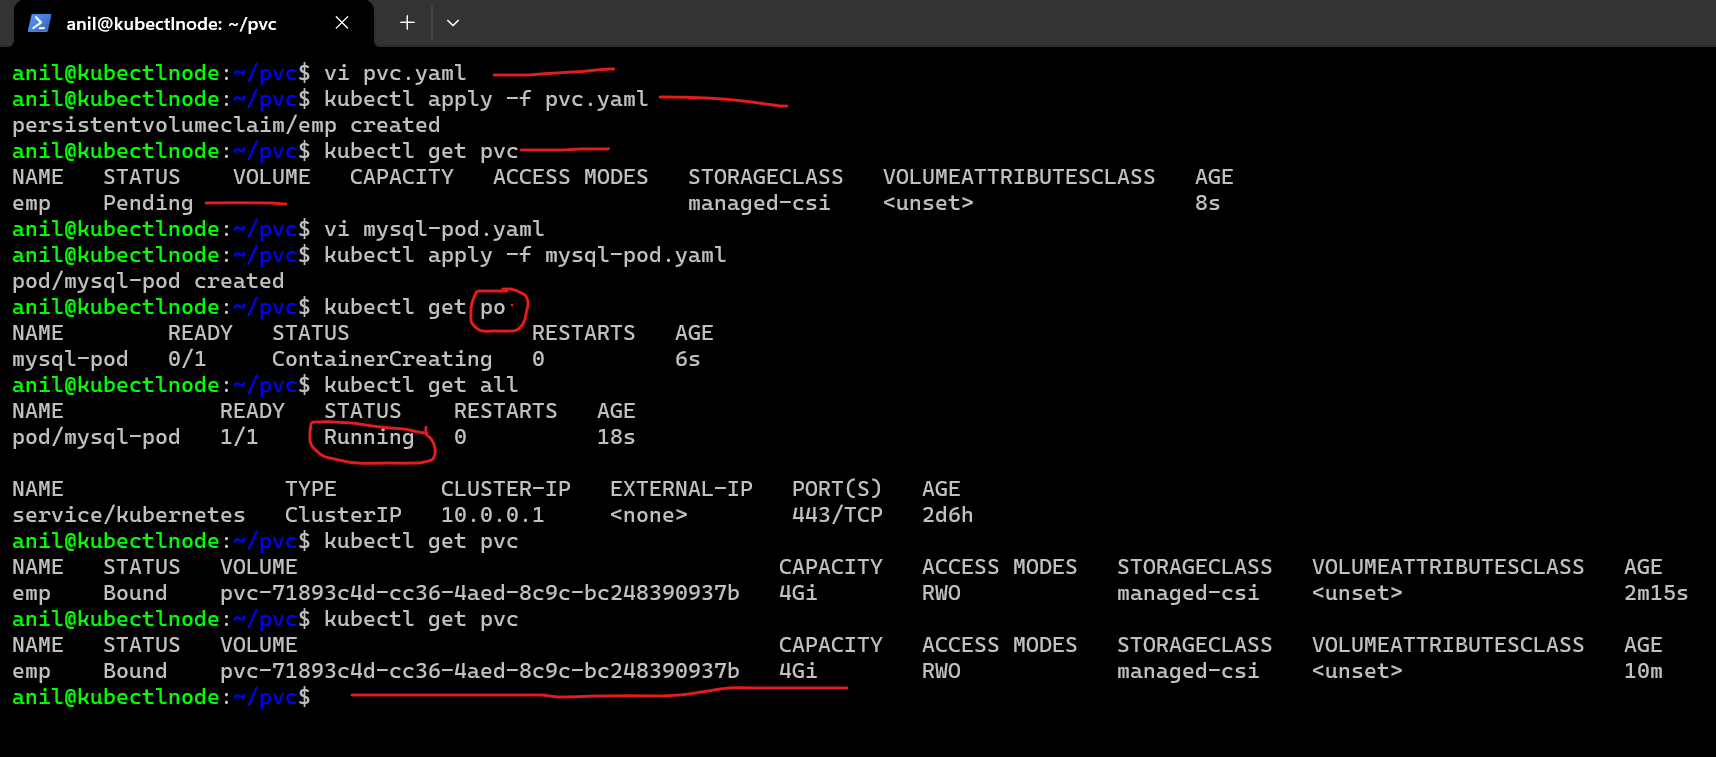 anil@kubectlnode: ~/pvc
anil@kubectlnode:~/pvc$ vi pvc.yaml
anil@kubectlnode:~/pvc$ kubectl apply -f pvc.yaml
persistentvolumeclaim/emp created
anil@kubectlnode:~/pvc$ kubectl get pvc
NAME   STATUS    VOLUME   CAPACITY   ACCESS MODES   STORAGECLASS   VOLUMEATTRIBUTESCLASS   AGE
emp    Pending                                      managed-csi    <unset>                 8s
anil@kubectlnode:~/pvc$ vi mysql-pod.yaml
anil@kubectlnode:~/pvc$ kubectl apply -f mysql-pod.yaml
pod/mysql-pod created
anil@kubectlnode:~/pvc$ kubectl get po
NAME        READY   STATUS              RESTARTS   AGE
mysql-pod   0/1     ContainerCreating   0          6s
anil@kubectlnode:~/pvc$ kubectl get all
NAME            READY   STATUS    RESTARTS   AGE
pod/mysql-pod   1/1     Running   0          18s
NAME                 TYPE        CLUSTER-IP   EXTERNAL-IP   PORT(S)   AGE
service/kubernetes   ClusterIP   10.0.0.1     <none>        443/TCP   2d6h
anil@kubectlnode:~/pvc$ kubectl get pvc
NAME   STATUS   VOLUME                                     CAPACITY   ACCESS MODES   STORAGECLASS   VOLUMEATTRIBUTESCLASS   AGE
emp    Bound    pvc-71893c4d-cc36-4aed-8c9c-bc248390937b   4Gi        RWO            managed-csi    <unset>                 2m15s
anil@kubectlnode:~/pvc$ kubectl get pvc
NAME   STATUS   VOLUME                                     CAPACITY   ACCESS MODES   STORAGECLASS   VOLUMEATTRIBUTESCLASS   AGE
emp    Bound    pvc-71893c4d-cc36-4aed-8c9c-bc248390937b   4Gi        RWO            managed-csi    <unset>                 10m
anil@kubectlnode:~/pvc$